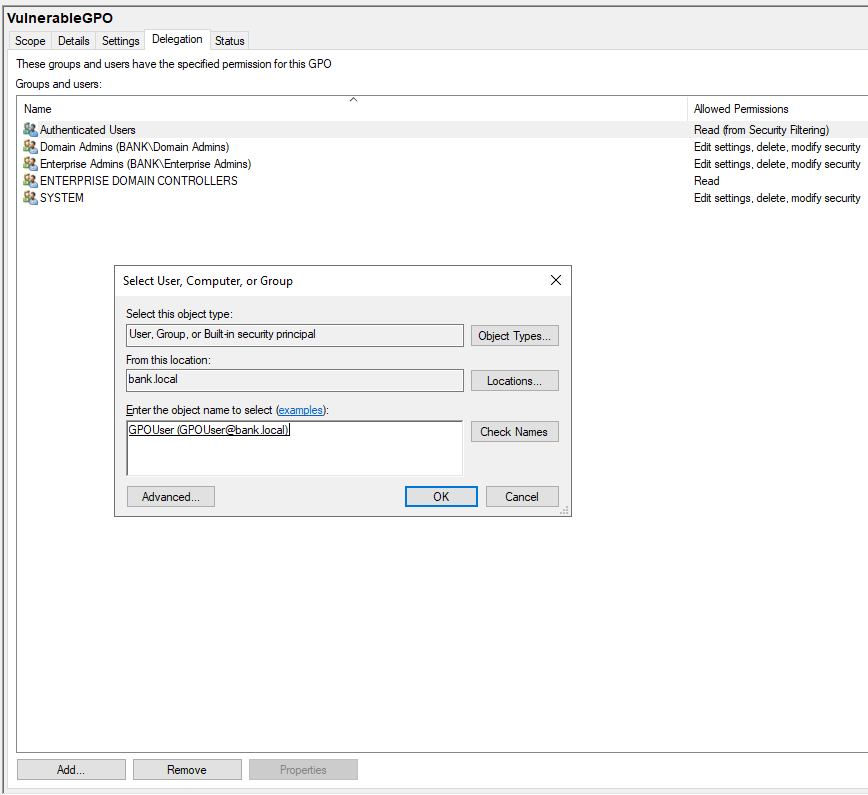 VulnerableGPO
Scope Details Settings Delegation Status
These groups and users have the specified permission for this GPO
Groups and users:
Name Allowed Permissions
Authenticated Users Read (from Security Filtering)
Domain Admins (BANK\Domain Admins) Edit settings, delete, modify security
Enterprise Admins (BANK\Enterprise Admins) Edit settings, delete, modify security
ENTERPRISE DOMAIN CONTROLLERS Read
SYSTEM Edit settings, delete, modify security
Select User, Computer, or Group
Select this object type:
User, Group, or Built-in security principal Object Types...
From this location:
bank.local Locations...
Enter the object name to select (examples):
GPOUser (GPOUser@bank.local) Check Names
Advanced... OK Cancel
Add... Remove Properties